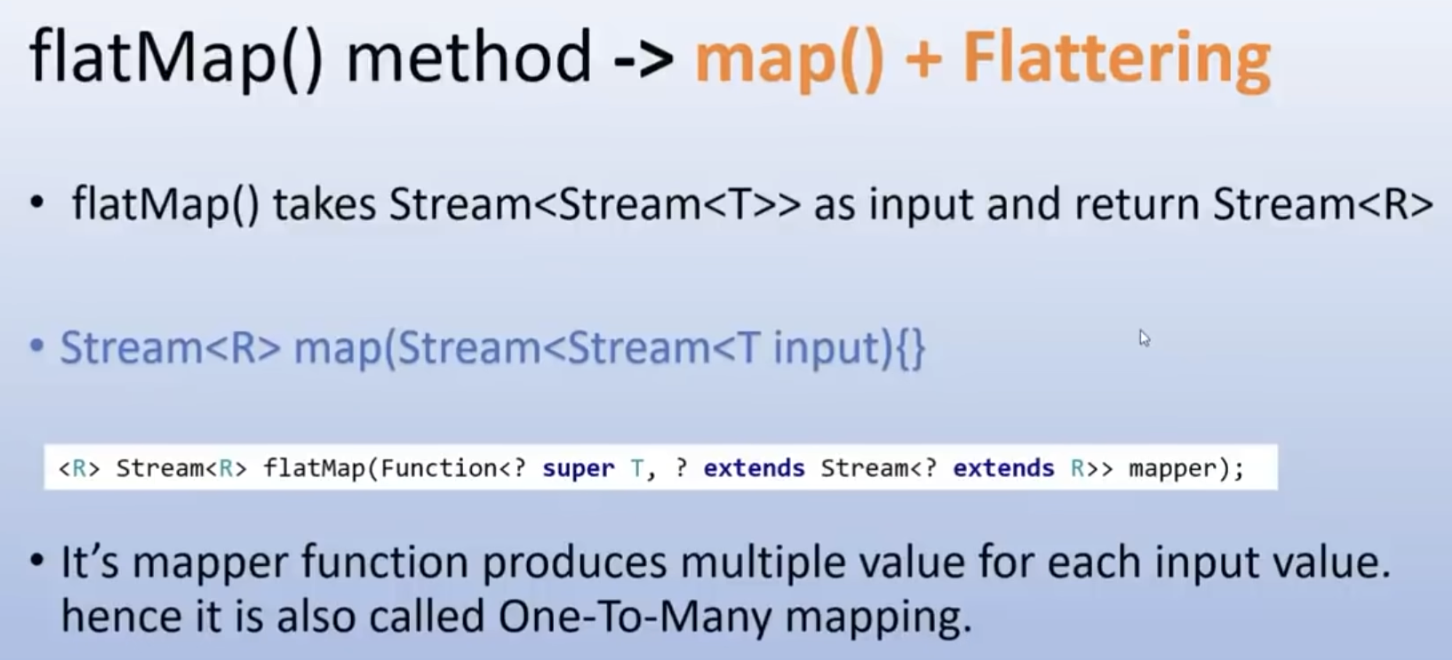 flatMap() method -> map() + Flattering
• flatMap() takes Stream<Stream<T>> as input and return Stream<R>
• Stream<R> map(Stream<Stream<T input){}
<R> Stream<R> flatMap(Function<? super T, ? extends Stream<? extends R>> mapper);
• It’s mapper function produces multiple value for each input value.
hence it is also called One-To-Many mapping.